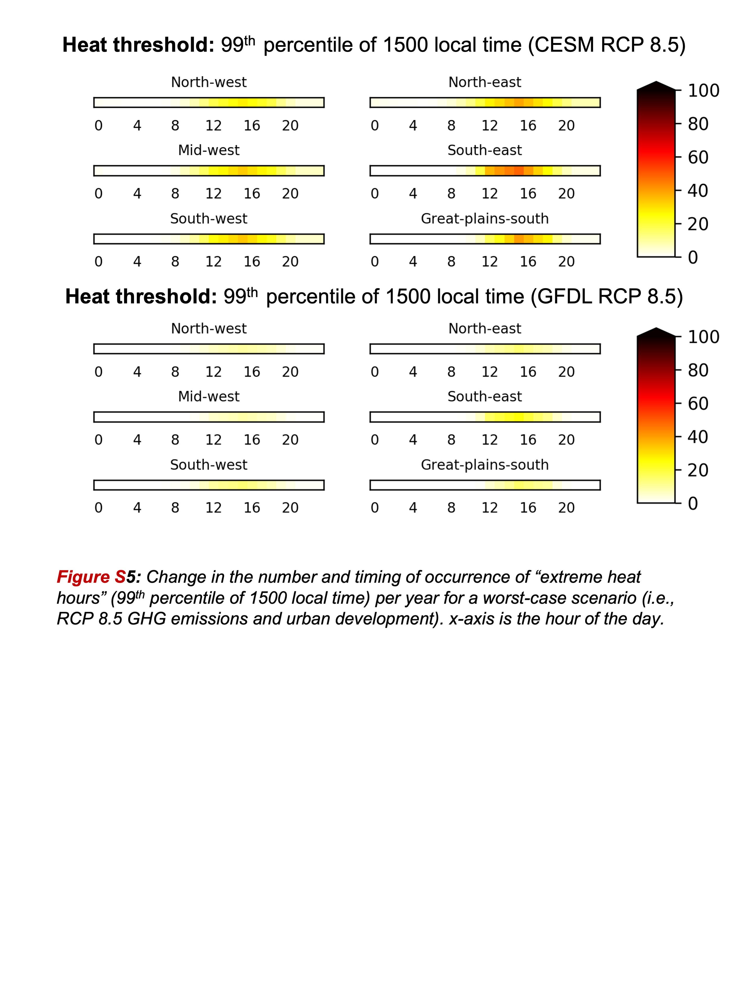 Heat threshold: 99th percentile of 1500 local time (CESM RCP 8.5)
North-west
0 4 8 12 16 20
North-east
0 4 8 12 16 20
Mid-west
0 4 8 12 16 20
South-east
0 4 8 12 16 20
South-west
0 4 8 12 16 20
Great-plains-south
0 4 8 12 16 20
100
80
60
40
20
0
Heat threshold: 99th percentile of 1500 local time (GFDL RCP 8.5)
North-west
0 4 8 12 16 20
North-east
0 4 8 12 16 20
Mid-west
0 4 8 12 16 20
South-east
0 4 8 12 16 20
South-west
0 4 8 12 16 20
Great-plains-south
0 4 8 12 16 20
100
80
60
40
20
0
Figure S5: Change in the number and timing of occurrence of “extreme heat
hours” (99th percentile of 1500 local time) per year for a worst-case scenario (i.e.,
RCP 8.5 GHG emissions and urban development). x-axis is the hour of the day.